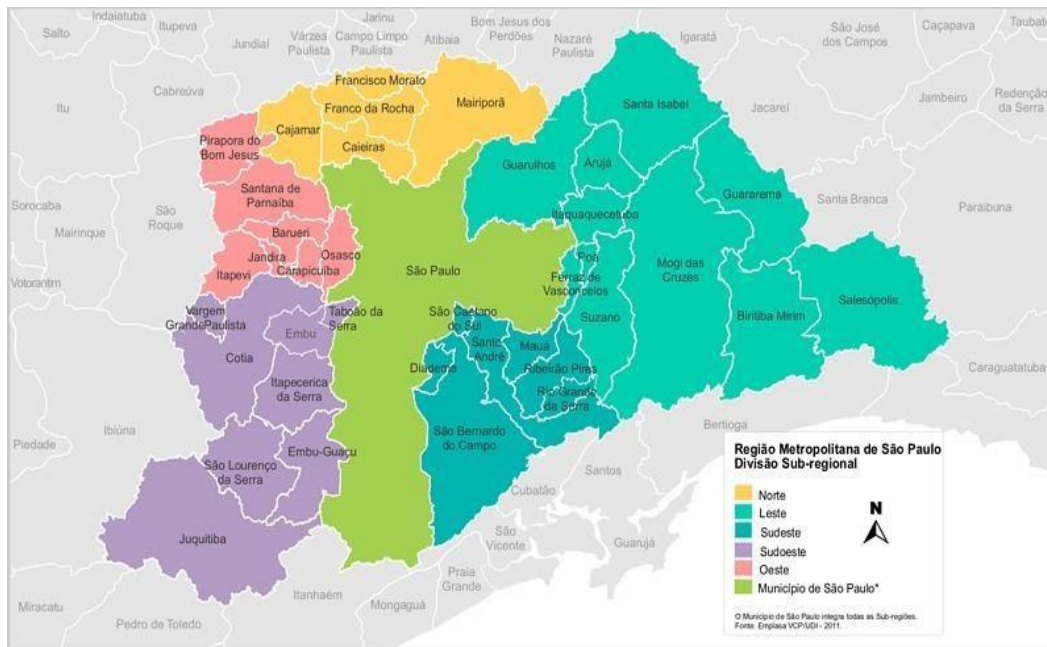 Indaiatuba
Itupeva
Jarinu
Bom Jesus dos
Perdões
Salto
Jundiaí
Várzea
Paulista
Campo Limpo
Paulista
Atibaia
Nazaré
Paulista
Igaratá
São José
dos Campos
Caçapava
Taubaté
Itu
Cabreúva
Francisco Morato
Franco da Rocha
Mairiporã
Santa Isabel
Jacareí
Jambeiro
Redenção
da Serra
Cajamar
Caieiras
Pirapora do
Bom Jesus
Guarulhos
Arujá
Santana de
Parnaíba
Guararema
Santa Branca
Paraibuna
Sorocaba
São
Roque
Mairinque
Itaquaquecetuba
Barueri
Jandira
Osasco
Itapevi
Carapicuíba
São Paulo
Poá
Ferraz de
Vasconcelos
Mogi das
Cruzes
Votorantim
Vargem
Grande Paulista
Embu
Taboão da
Serra
São Caetano
do Sul
Suzano
Biritiba Mirim
Salesópolis
Cotia
Santo
André
Mauá
Diadema
Ribeirão Pires
Itapecerica
da Serra
Rio Grande
da Serra
Caraguatatuba
Piedade
Ibiúna
São Bernardo
do Campo
Bertioga
Embu-Guaçu
São Lourenço
da Serra
Santos
Cubatão
Juquitiba
São
Vicente
Guarujá
Praia
Grande
Itanhaém
Mongaguá
Miracatu
Pedro de Toledo
Região Metropolitana de São Paulo
Divisão Sub-regional
Norte
Leste
Sudeste
Sudoeste
Oeste
Município de São Paulo*
N
O Município de São Paulo integra todas as Sub-regiões.
Fonte: Emplasa VCP/UDI - 2011.